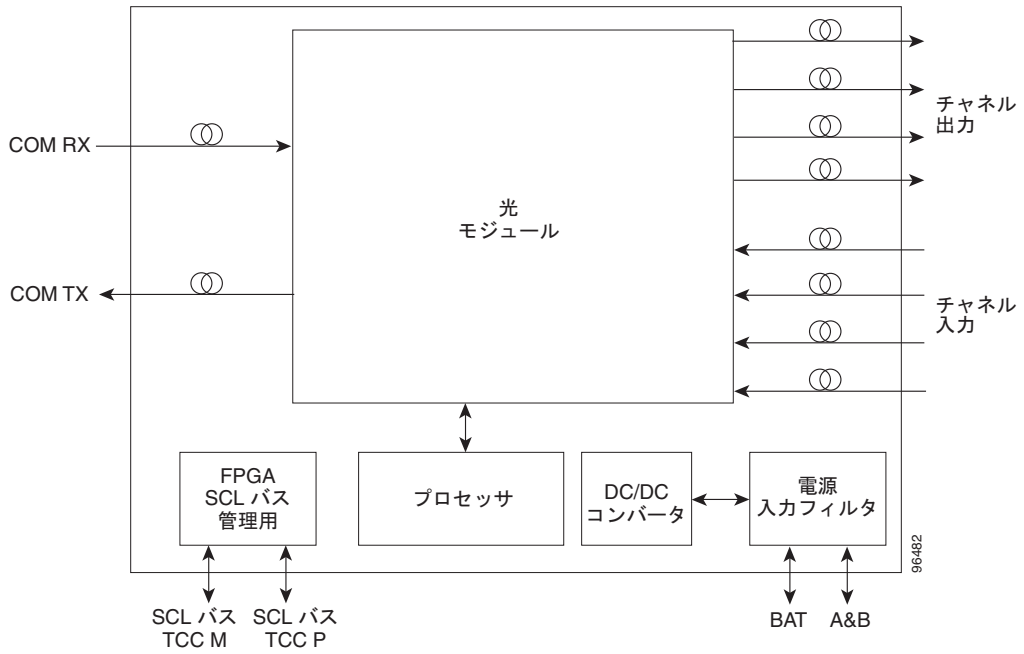 チャネル
出力
COM RX
光
モジュール
COM TX
チャネル
入力
FPGA
SCL バス
管理用
プロセッサ
DC/DC
コンバータ
電源
入力フィルタ
96482
SCL バス
TCC M
SCL バス
TCC P
BAT
A&B